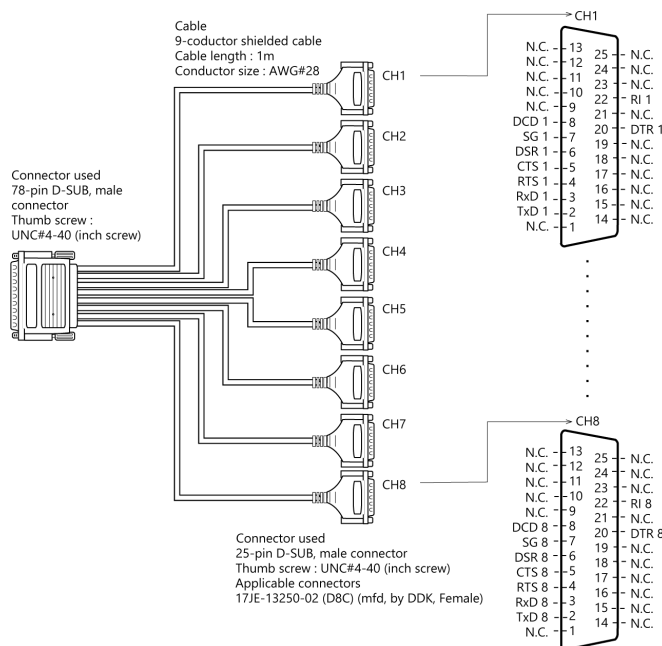 Cable
9-coductor shielded cable
Cable length : 1m
Conductor size : AWG#28
CH1
CH2
CH3
CH4
CH5
CH6
CH7
CH8
Connector used
78-pin D-SUB, male
connector
Thumb screw :
UNC#4-40 (inch screw)
Connector used
25-pin D-SUB, male connector
Thumb screw : UNC#4-40 (inch screw)
Applicable connectors
17JE-13250-02 (D8C) (mfd, by DDK, Female)
CH1
N.C. 13
N.C. 12
N.C. 11
N.C. 10
N.C. 9
DCD 1 8
SG 1 7
DSR 1 6
CTS 1 5
RTS 1 4
RxD 1 3
TxD 1 2
N.C. 1
25 N.C.
24 N.C.
23 N.C.
22 RI 1
21 N.C.
20 DTR 1
19 N.C.
18 N.C.
17 N.C.
16 N.C.
15 N.C.
14 N.C.
CH8
N.C. 13
N.C. 12
N.C. 11
N.C. 10
N.C. 9
DCD 8 8
SG 8 7
DSR 8 6
CTS 8 5
RTS 8 4
RxD 8 3
TxD 8 2
N.C. 1
25 N.C.
24 N.C.
23 N.C.
22 RI 8
21 N.C.
20 DTR 8
19 N.C.
18 N.C.
17 N.C.
16 N.C.
15 N.C.
14 N.C.